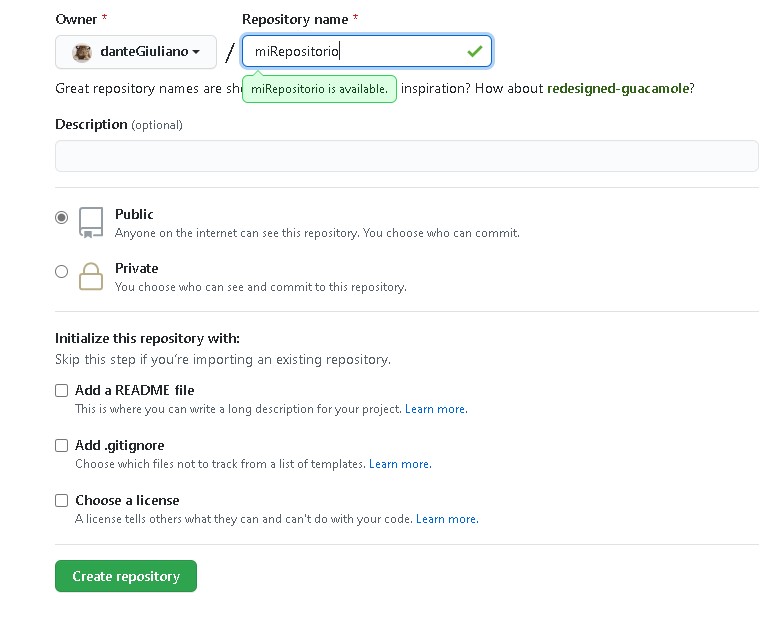 Owner *
Repository name *
danteGiuliano
/
miRepositorio
Great repository names are sh
miRepositorio is available.
inspiration? How about redesigned-guacamole?
Description (optional)
Public
Anyone on the internet can see this repository. You choose who can commit.
Private
You choose who can see and commit to this repository.
Initialize this repository with:
Skip this step if you're importing an existing repository.
Add a README file
This is where you can write a long description for your project. Learn more.
Add .gitignore
Choose which files not to track from a list of templates. Learn more.
Choose a license
A license tells others what they can and can't do with your code. Learn more.
Create repository